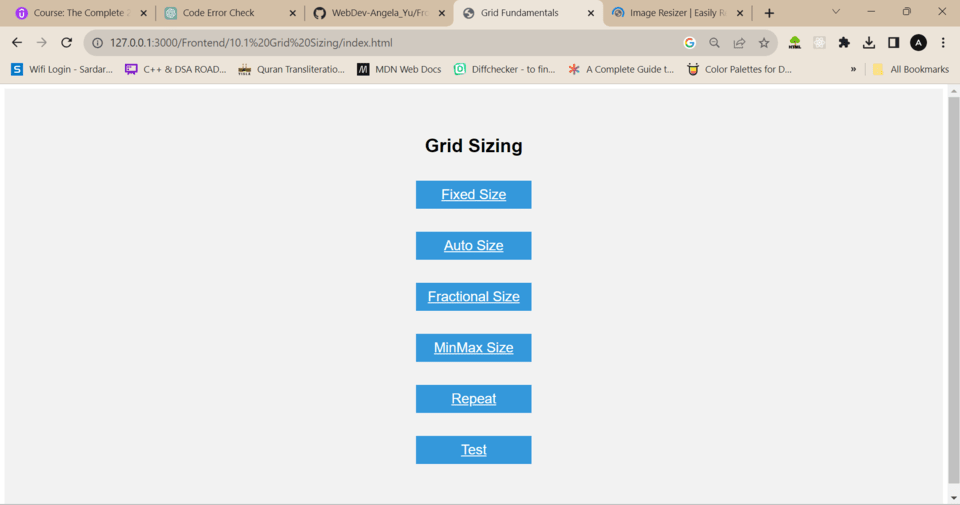 Course: The Complete 2
Code Error Check
WebDev-Angela_Yu/Fro
Grid Fundamentals
Image Resizer | Easily R
127.0.0.1:3000/Frontend/10.1%20Grid%20Sizing/index.html
A
S
Wifi Login - Sardar...
C++ & DSA ROAD...
Quran Transliteratio...
M
MDN Web Docs
Diffchecker - to fin...
A Complete Guide t...
Color Palettes for D...
»
All Bookmarks
Grid Sizing
Fixed Size
Auto Size
Fractional Size
MinMax Size
Repeat
Test